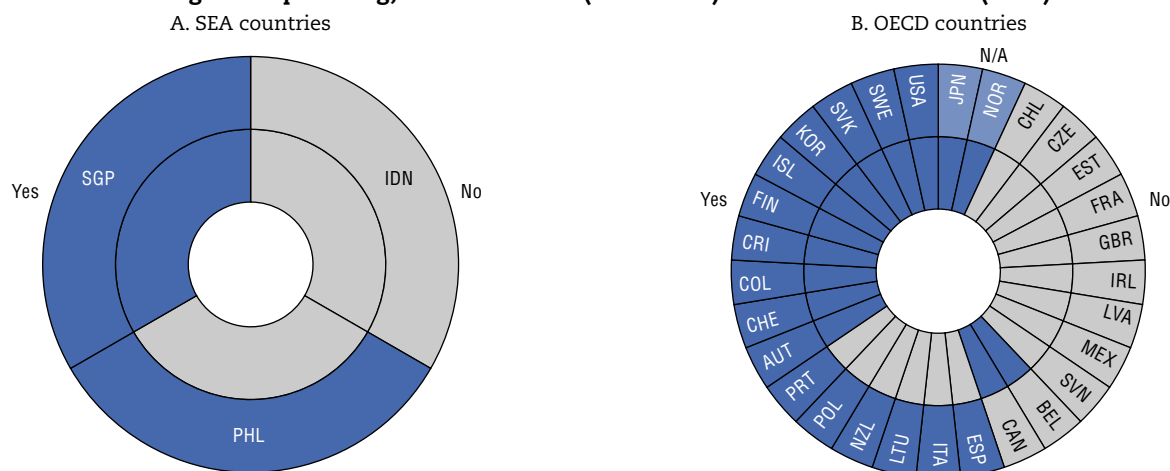 A. SEA countries
B. OECD countries
Yes
SGP
IDN
No
PHL
N/A
Yes
No
JPN
NOR
CHL
CZE
EST
FRA
GBR
IRL
LVA
MEX
SVN
BEL
CAN
ESP
ITA
LTU
NZL
POL
PRT
AUT
CHE
COL
CRI
FIN
ISL
KOR
SVK
SWE
USA